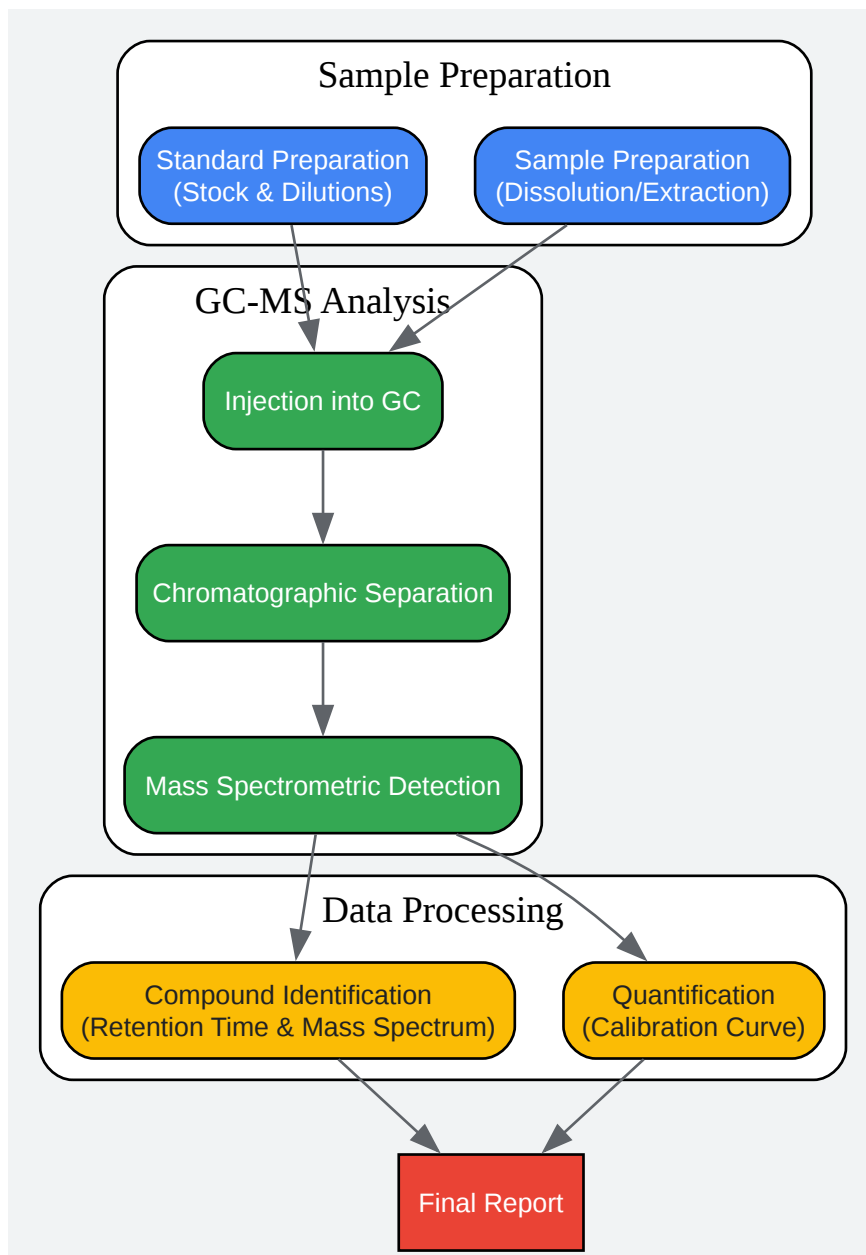 Sample Preparation
Standard Preparation
(Stock & Dilutions)
Sample Preparation
(Dissolution/Extraction)
GC-MS Analysis
Injection into GC
Chromatographic Separation
Mass Spectrometric Detection
Data Processing
Compound Identification
(Retention Time & Mass Spectrum)
Quantification
(Calibration Curve)
Final Report